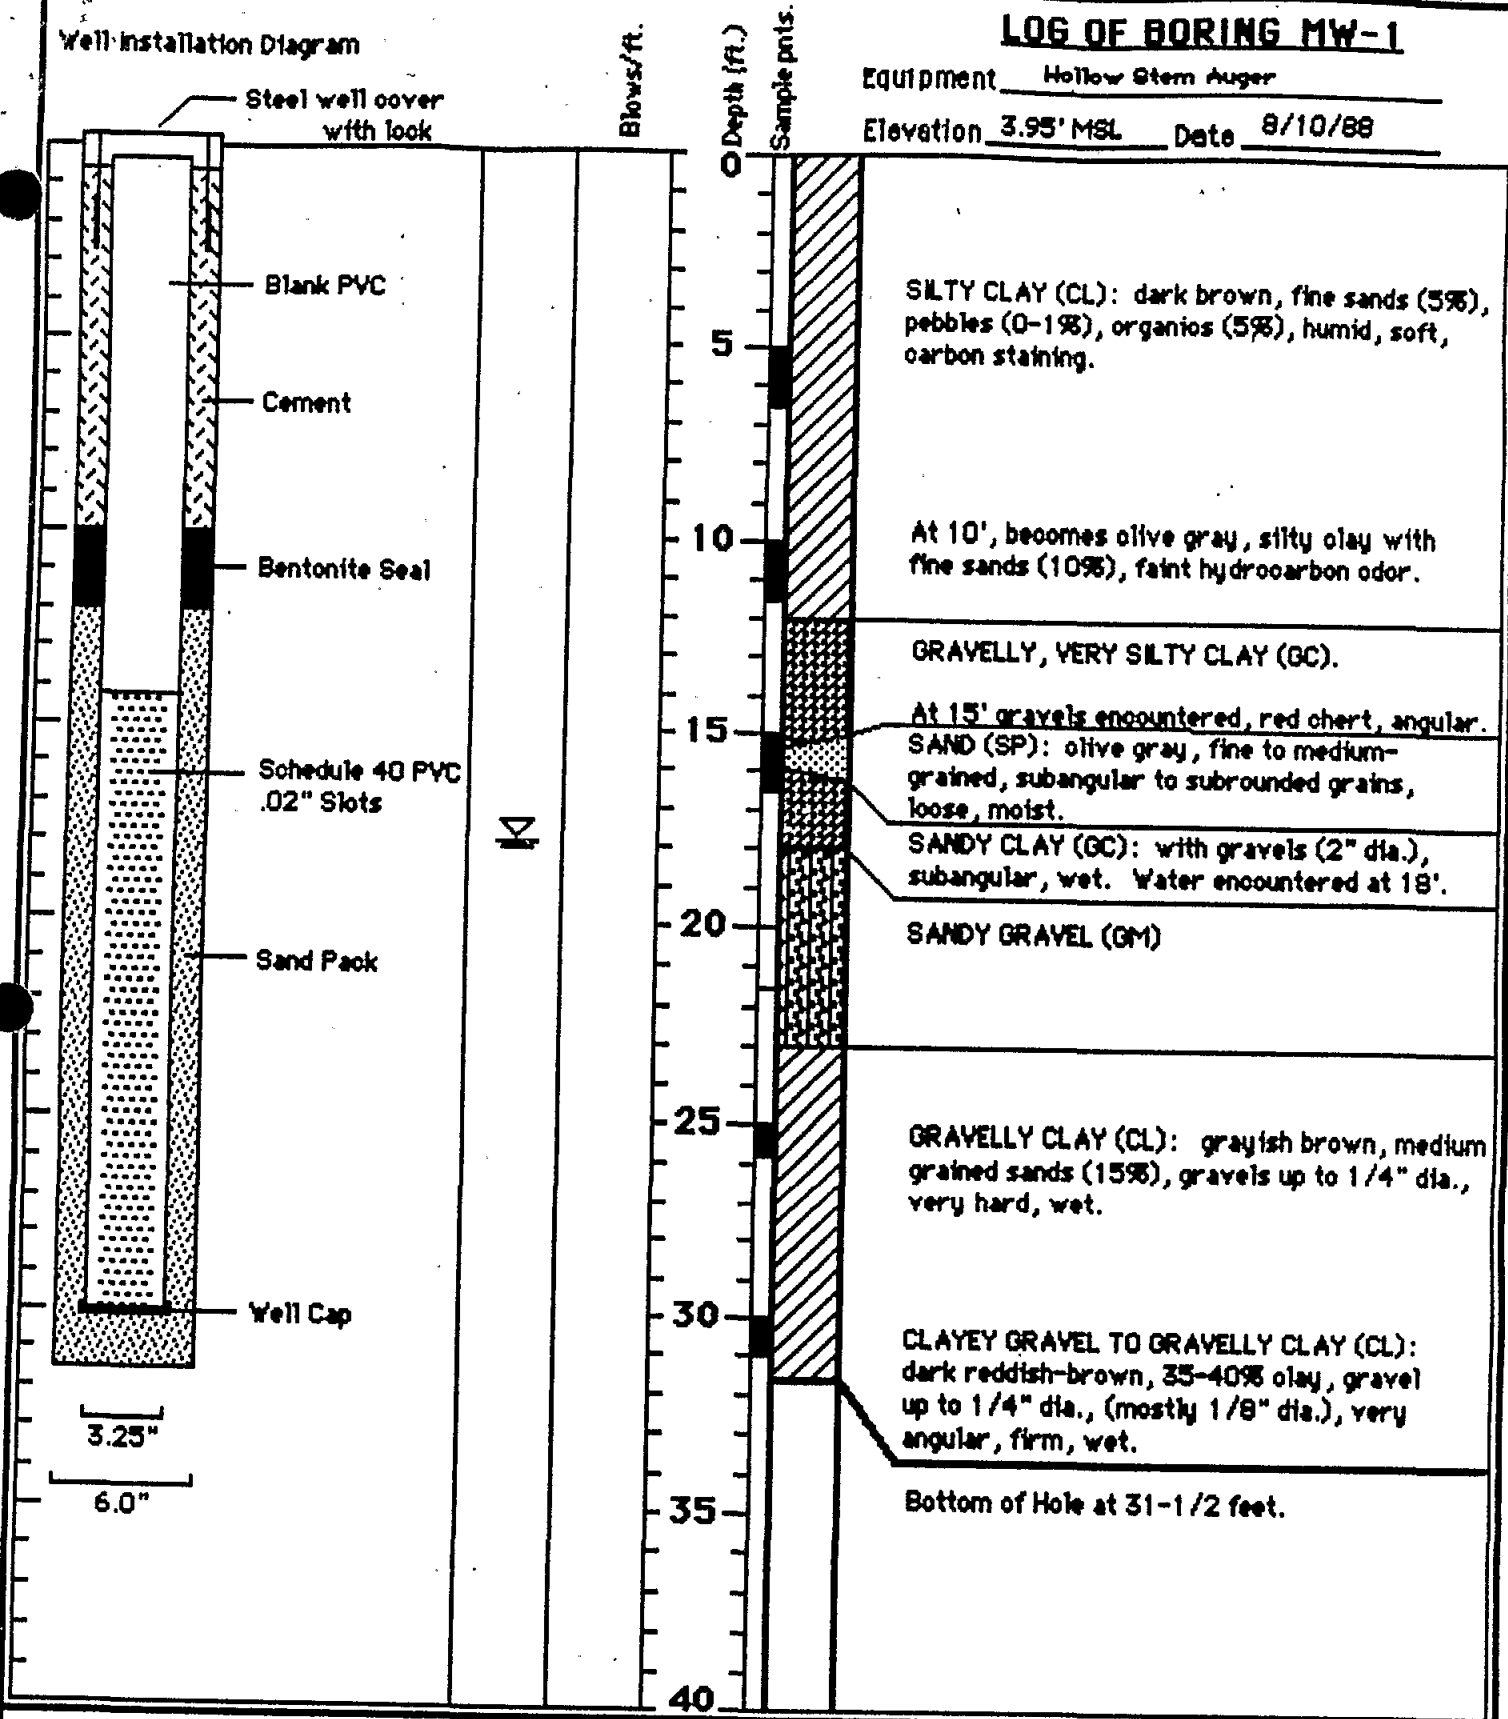 LOG OF BORING MW-1
Well Installation Diagram
Equipment Hollow Stem Auger
Elevation 3.95' MSL Date 8/10/88
Blows/ft.
Depth (ft.)
Sample pnts.
Steel well cover
with lock
Blank PVC
Cement
Bentonite Seal
Schedule 40 PVC
.02" Slots
Sand Pack
Well Cap
3.25"
6.0"
0
5
10
15
20
25
30
35
40
SILTY CLAY (CL): dark brown, fine sands (5%),
pebbles (0-1%), organics (5%), humid, soft,
carbon staining.
At 10', becomes olive gray, silty clay with
fine sands (10%), faint hydrocarbon odor.
GRAVELLY, VERY SILTY CLAY (GC).
At 15' gravels encountered, red chert, angular.
SAND (SP): olive gray, fine to medium-
grained, subangular to subrounded grains,
loose, moist.
SANDY CLAY (GC): with gravels (2" dia.),
subangular, wet. Water encountered at 18'.
SANDY GRAVEL (GM)
GRAVELLY CLAY (CL): grayish brown, medium
grained sands (15%), gravels up to 1/4" dia.,
very hard, wet.
CLAYEY GRAVEL TO GRAVELLY CLAY (CL):
dark reddish-brown, 35-40% clay, gravel
up to 1/4" dia., (mostly 1/8" dia.), very
angular, firm, wet.
Bottom of Hole at 31-1/2 feet.